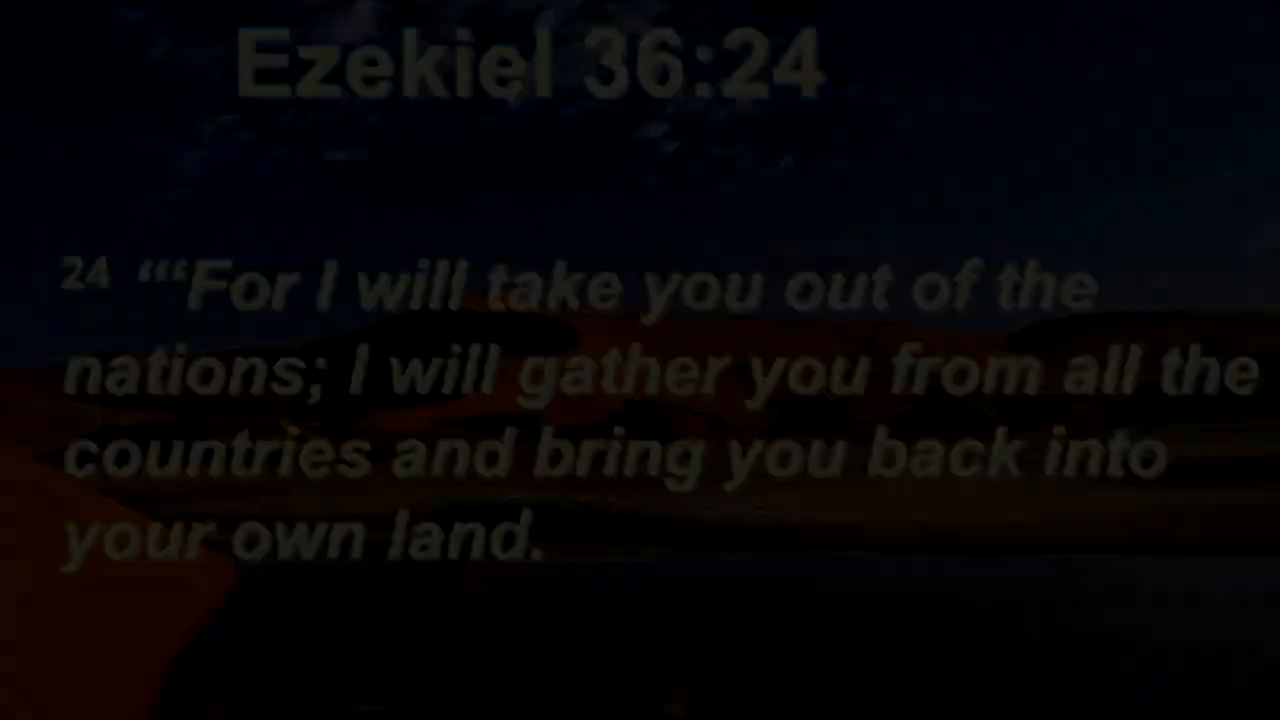 Ezekiel 36:24
24 “‘“For I will take you out of the
nations; I will gather you from all the
countries and bring you back into
your own land.